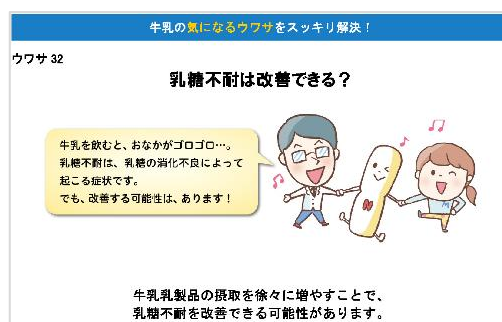 牛乳の気になるウワサをスッキリ解決！
ウワサ 32
乳糖不耐は改善できる？
牛乳を飲むと、おなかがゴロゴロ…。
乳糖不耐は、乳糖の消化不良によって
起こる症状です。
でも、改善する可能性は、あります！
牛乳乳製品の摂取を徐々に増やすことで、
乳糖不耐を改善できる可能性があります。